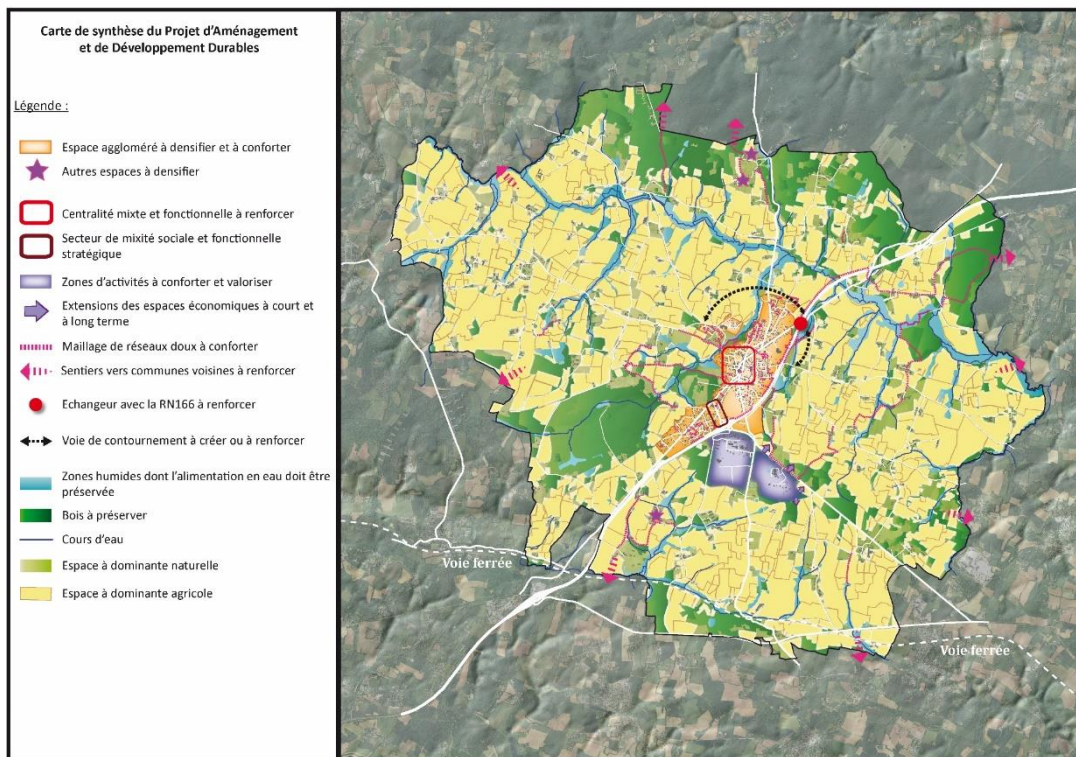 Carte de synthèse du Projet d'Aménagement
et de Développement Durables
Légende :
Espace aggloméré à densifier et à conforter
Autres espaces à densifier
Centralité mixte et fonctionnelle à renforcer
Secteur de mixité sociale et fonctionnelle
stratégique
Zones d'activités à conforter et valoriser
Extensions des espaces économiques à court et
à long terme
Maillage de réseaux doux à conforter
Sentiers vers communes voisines à renforcer
Echangeur avec la RN166 à renforcer
Voie de contournement à créer ou à renforcer
Zones humides dont l'alimentation en eau doit être
préservée
Bois à préserver
Cours d'eau
Espace à dominante naturelle
Espace à dominante agricole
Voie ferrée
Voie ferrée